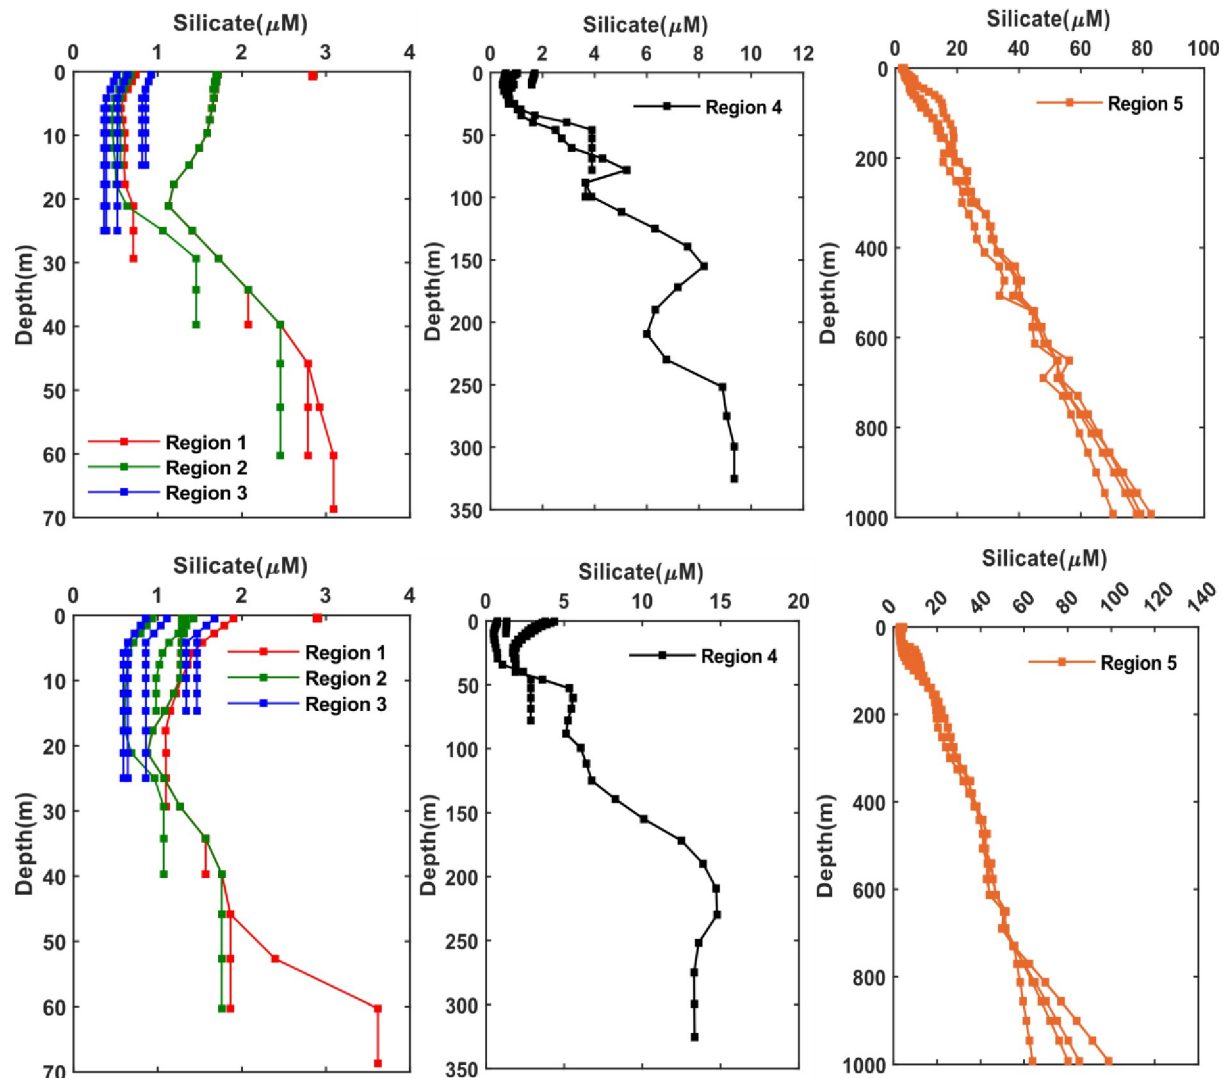 Silicate(μM)
0 1 2 3 4
0
10
20
30
40
50
60
70
Depth(m)
Region 1
Region 2
Region 3
Silicate(μM)
0 2 4 6 8 10 12
0
50
100
150
200
250
300
350
Depth(m)
Region 4
Silicate(μM)
0 20 40 60 80 100
0
200
400
600
800
1000
Depth(m)
Region 5
Silicate(μM)
0 1 2 3 4
0
10
20
30
40
50
60
70
Depth(m)
Region 1
Region 2
Region 3
Silicate(μM)
0 5 10 15 20
0
50
100
150
200
250
300
350
Depth(m)
Region 4
Silicate(μM)
0 20 40 60 80 100 120 140
0
200
400
600
800
1000
Depth(m)
Region 5